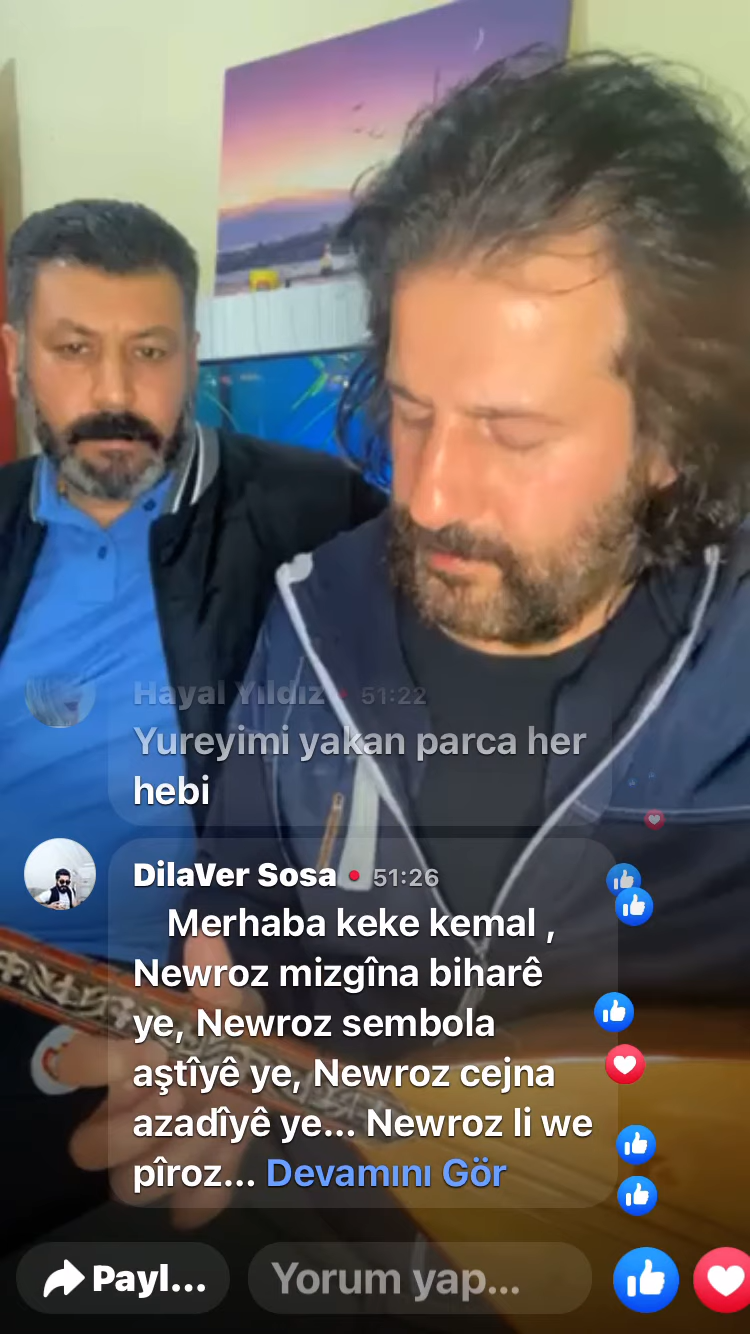 Hayal Yıldız • 51:22
Yureyimi yakan parca her
hebi
DilaVer Sosa • 51:26
Merhaba keke kemal ,
Newroz mizgîna biharê
ye, Newroz sembola
aştîyê ye, Newroz cejna
azadîyê ye... Newroz li we
pîroz... Devamını Gör
Payl...
Yorum yap...